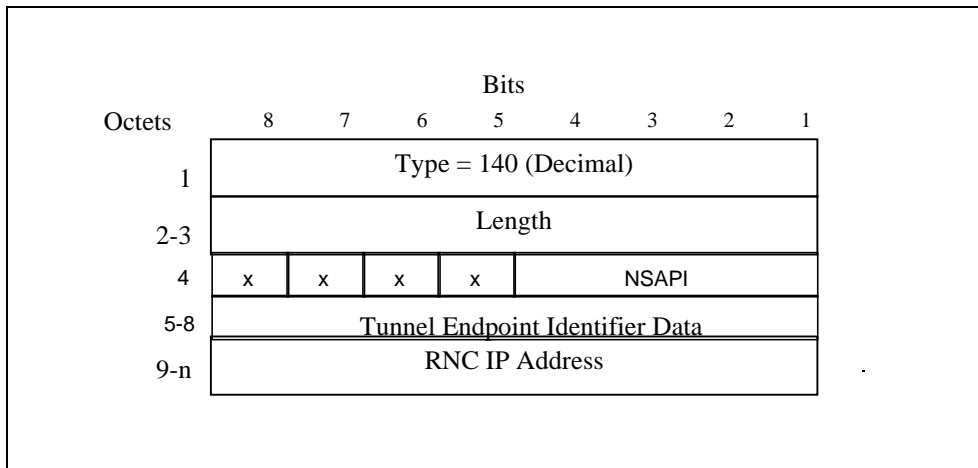 Bits
Octets 8 7 6 5 4 3 2 1
1 Type = 140 (Decimal)
2-3 Length
4 x x x x NSAPI
5-8 Tunnel Endpoint Identifier Data
9-n RNC IP Address .